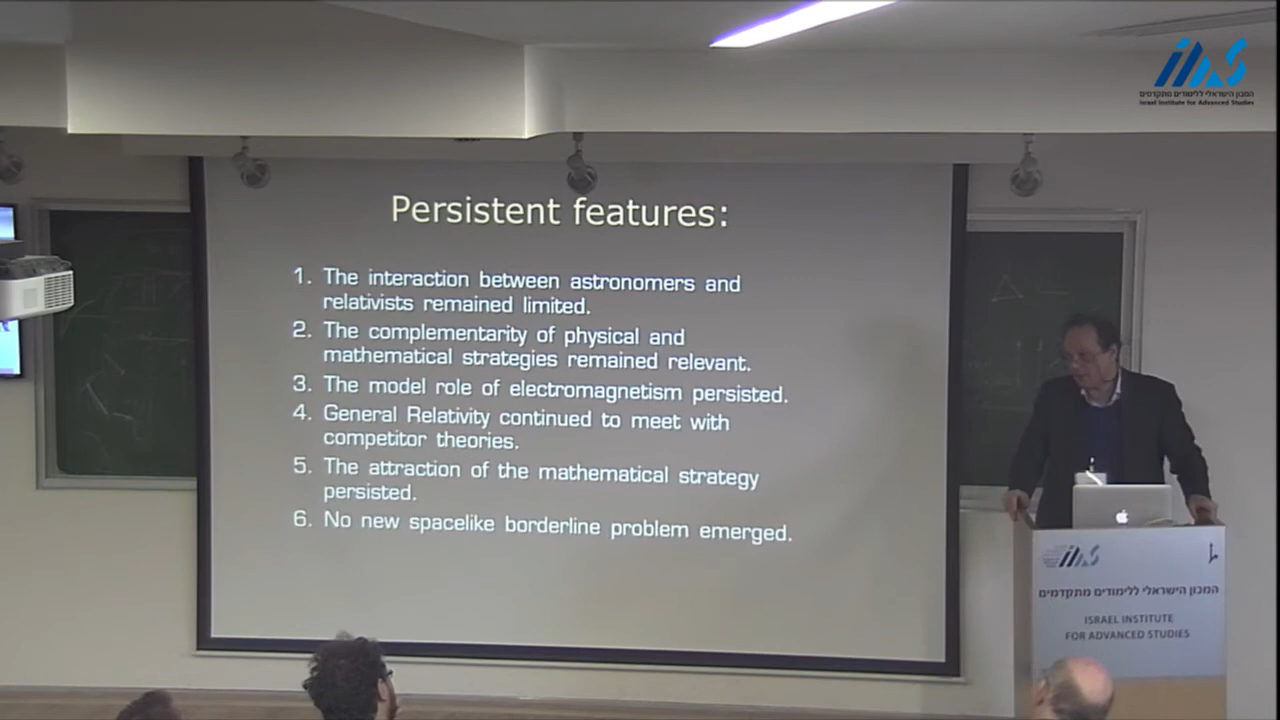 ias
המכון הישראלי ללימודים מתקדמים
Israel Institute for Advanced Studies
Persistent features:
1. The interaction between astronomers and
relativists remained limited.
2. The complementarity of physical and
mathematical strategies remained relevant.
3. The model role of electromagnetism persisted.
4. General Relativity continued to meet with
competitor theories.
5. The attraction of the mathematical strategy
persisted.
6. No new spacelike borderline problem emerged.
ias
המכון הישראלי ללימודים מתקדמים
ISRAEL INSTITUTE
FOR ADVANCED STUDIES